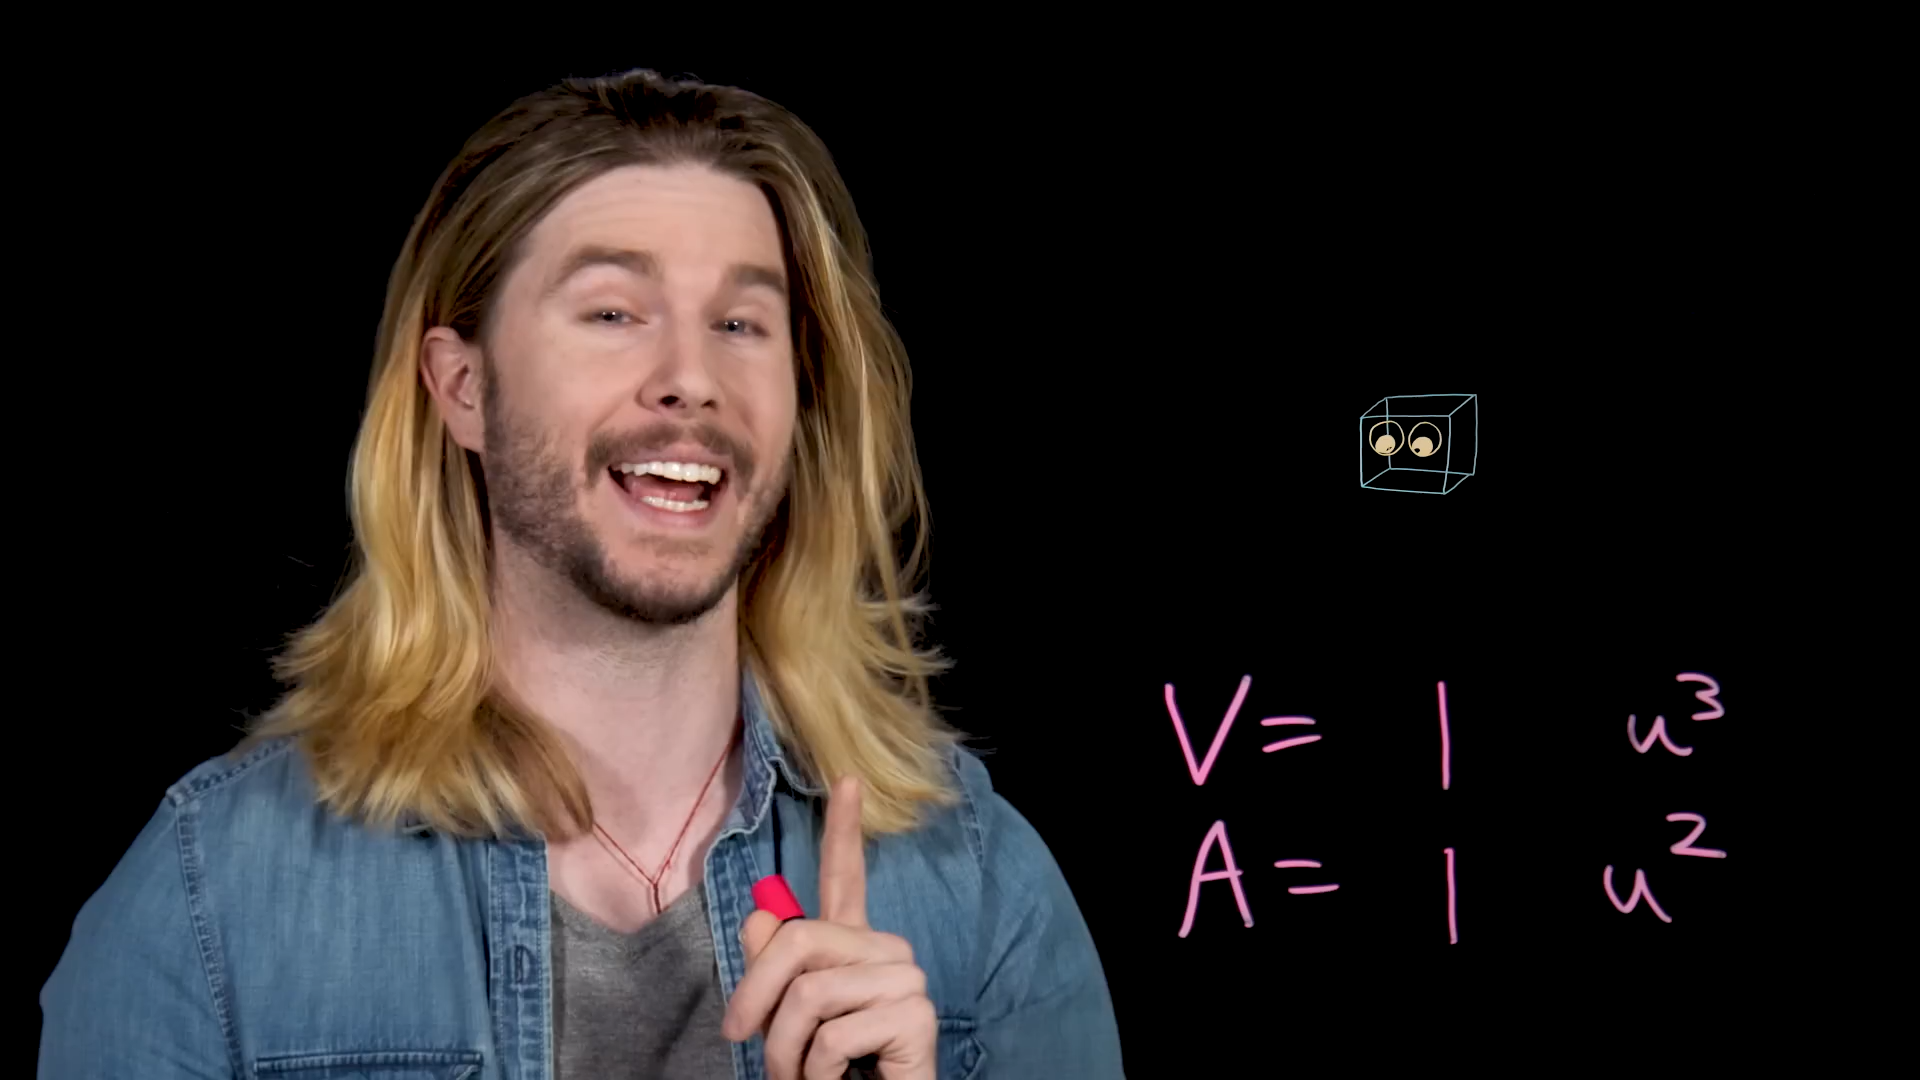 V = 1 u³
A = 1 u²